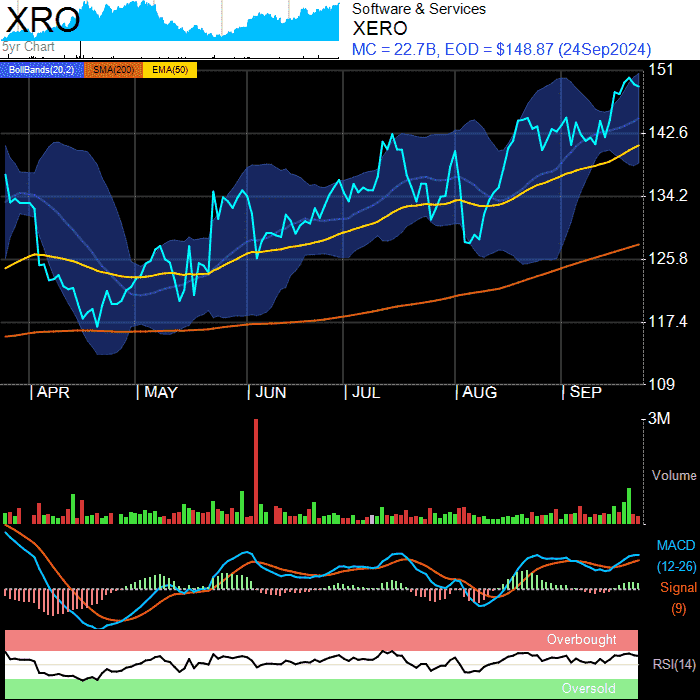 XRO
5yr Chart
Software & Services
XERO
MC = 22.7B, EOD = $148.87 (24Sep2024)
BollBands(20,2) SMA(200) EMA(50)
151
142.6
134.2
125.8
117.4
109
APR MAY JUN JUL AUG SEP
3M
Volume
MACD
(12-26)
Signal
(9)
Overbought
RSI(14)
Oversold